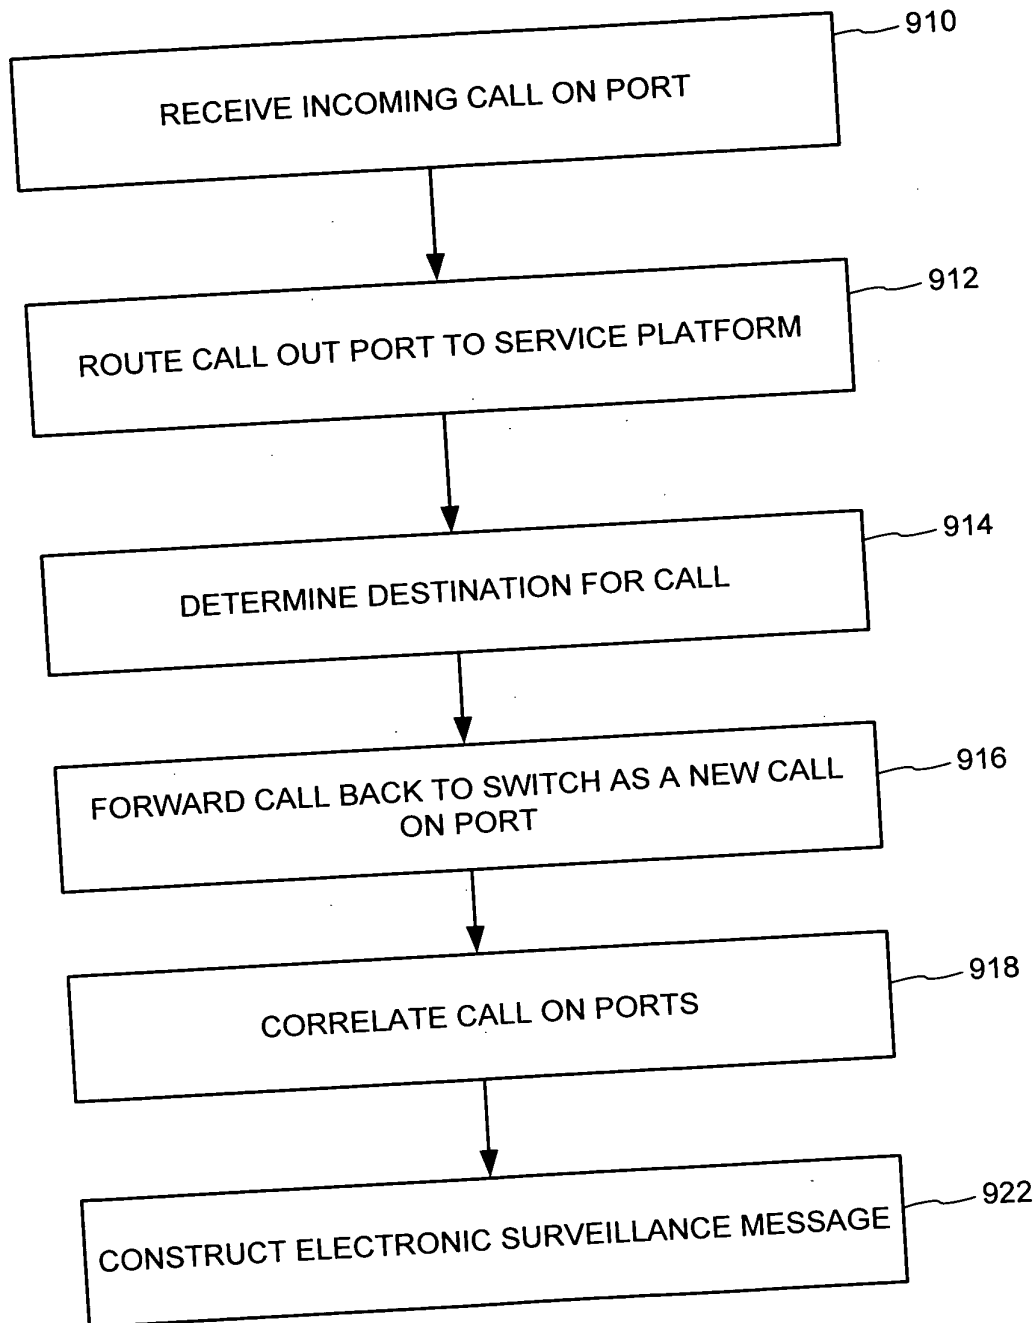 910
RECEIVE INCOMING CALL ON PORT
912
ROUTE CALL OUT PORT TO SERVICE PLATFORM
914
DETERMINE DESTINATION FOR CALL
916
FORWARD CALL BACK TO SWITCH AS A NEW CALL
ON PORT
918
CORRELATE CALL ON PORTS
922
CONSTRUCT ELECTRONIC SURVEILLANCE MESSAGE